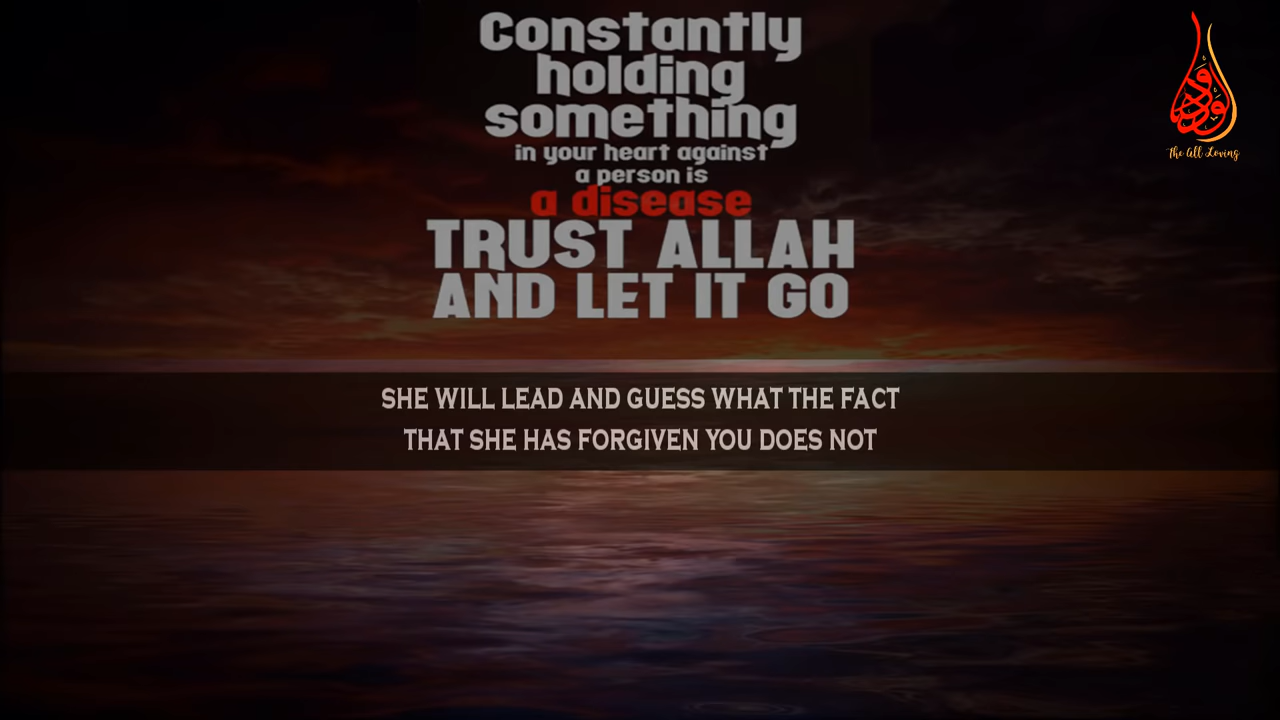 Constantly
holding
something
in your heart against
a person is
a disease
TRUST ALLAH
AND LET IT GO
The All Loving
SHE WILL LEAD AND GUESS WHAT THE FACT
THAT SHE HAS FORGIVEN YOU DOES NOT